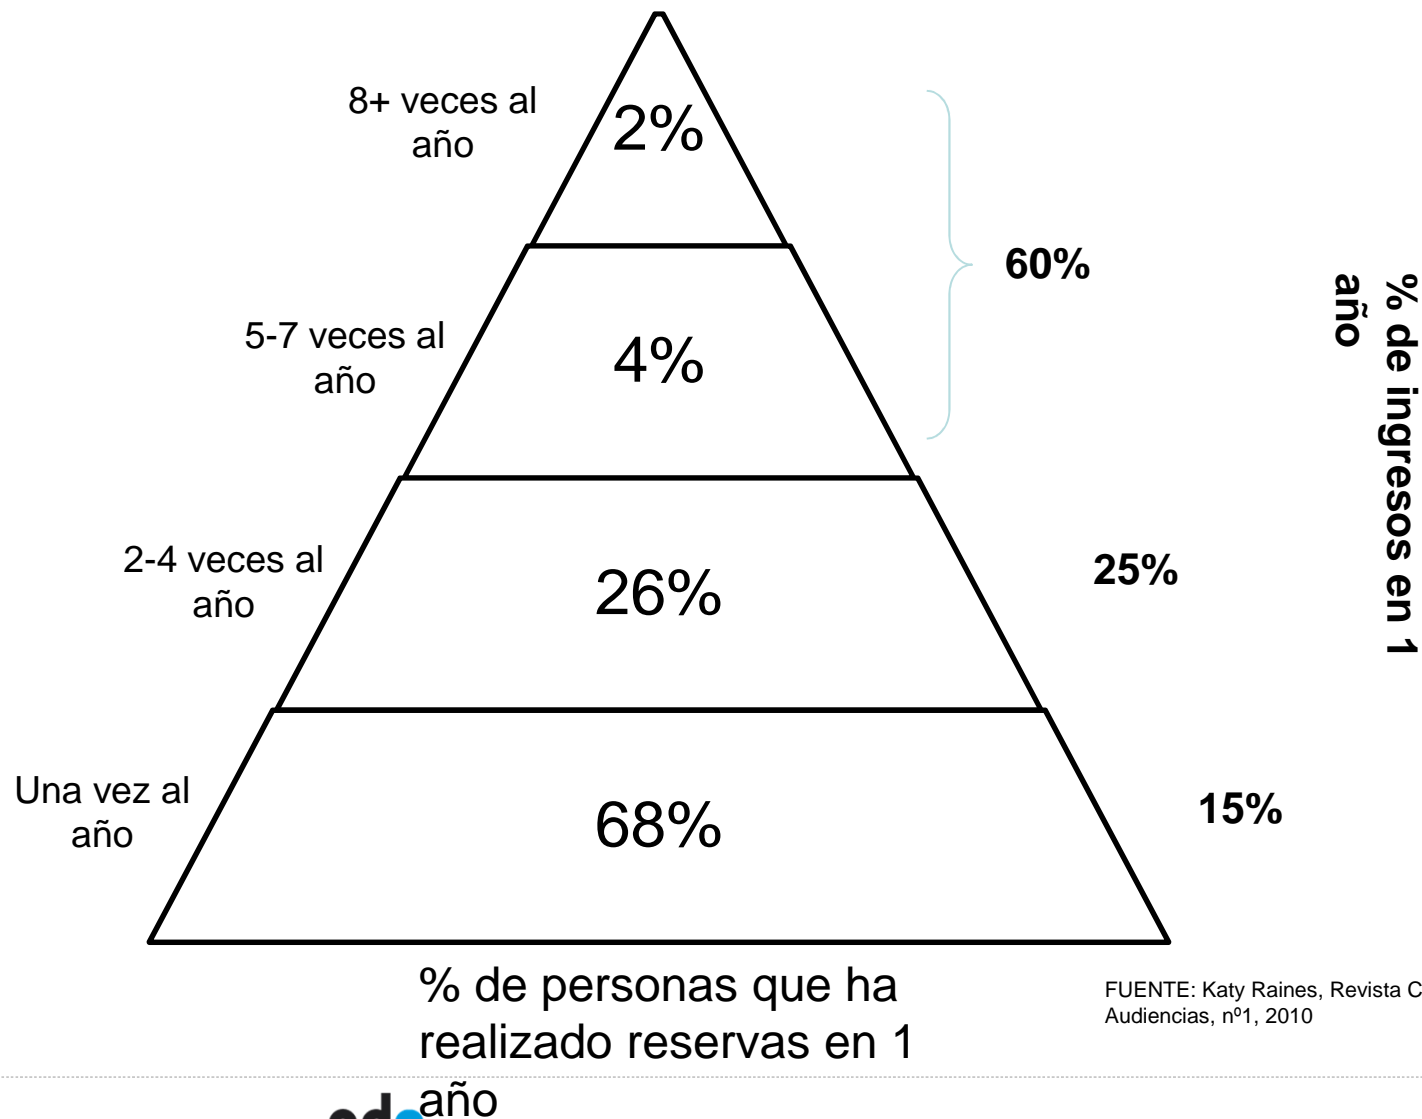 8+ veces al
año
2%
60%
5-7 veces al
año
4%
% de ingresos en 1
año
2-4 veces al
año
26%
25%
Una vez al
año
68%
15%
% de personas que ha
realizado reservas en 1
año
FUENTE: Katy Raines, Revista C
Audiencias, nº1, 2010